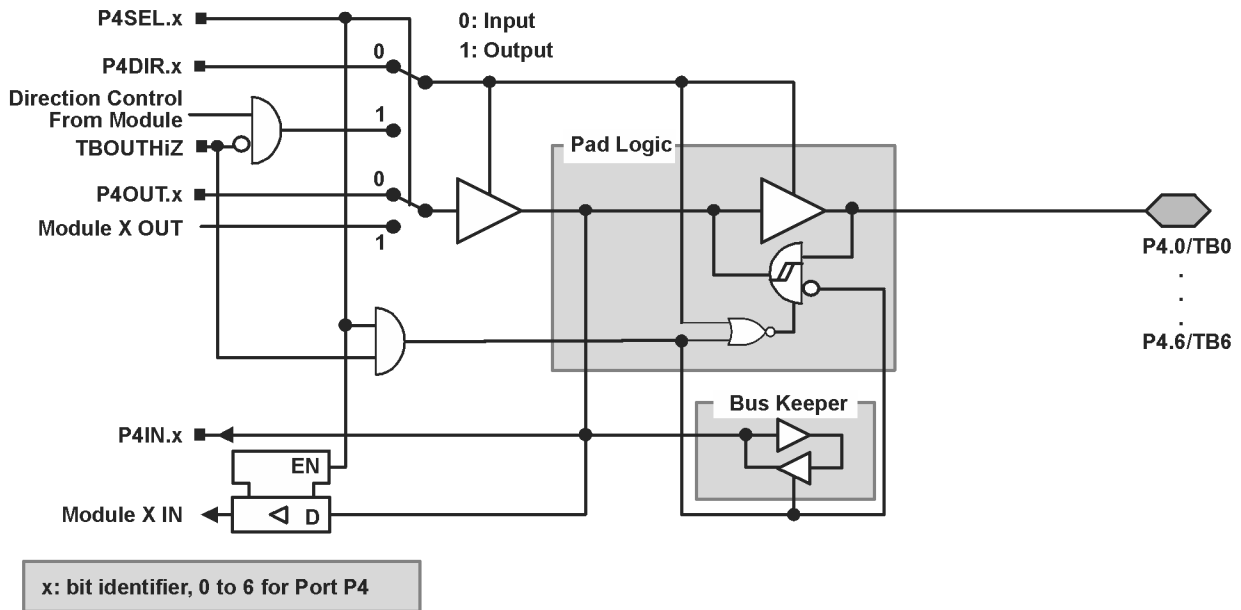 P4SEL.x
0: Input
1: Output
0
P4DIR.x
Direction Control
From Module
1
TBOUTHiZ
Pad Logic
P4OUT.x
0
Module X OUT
1
P4.0/TB0
.
.
.
P4.6/TB6
Bus Keeper
P4IN.x
EN
Module X IN
D
x: bit identifier, 0 to 6 for Port P4